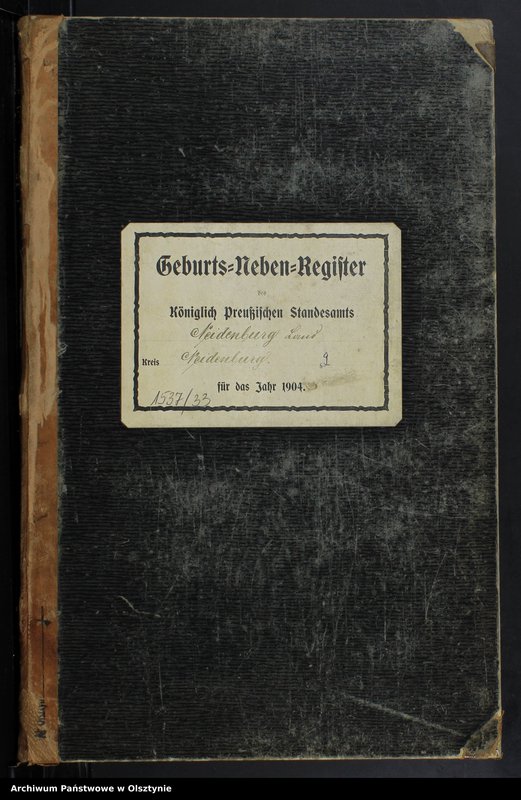 Geburts-Neben-Register
des
Königlich Preußischen Standesamts
Neidenburg Land
Kreis Neidenburg. 2
für das Jahr 1904.
1537/33
Archiwum Państwowe w Olsztynie